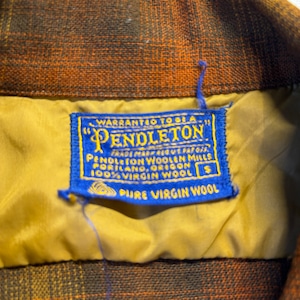 WARRANTED TO BE A
"PENDLETON"
TRADE MARK REG. U.S. PAT. OFF.
PENDLETON WOOLEN MILLS
PORTLAND, OREGON
100% VIRGIN WOOL S
PURE VIRGIN WOOL